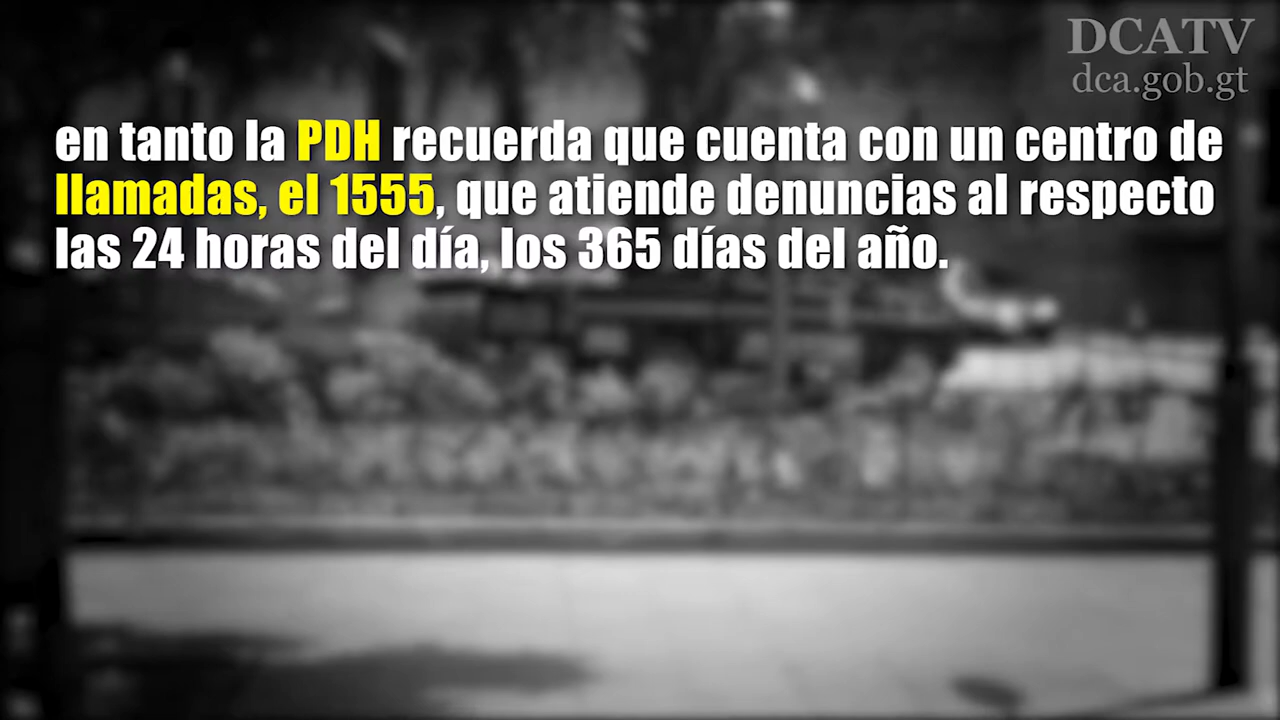 DCATV
dca.gob.gt
en tanto la PDH recuerda que cuenta con un centro de
llamadas, el 1555, que atiende denuncias al respecto
las 24 horas del día, los 365 días del año.